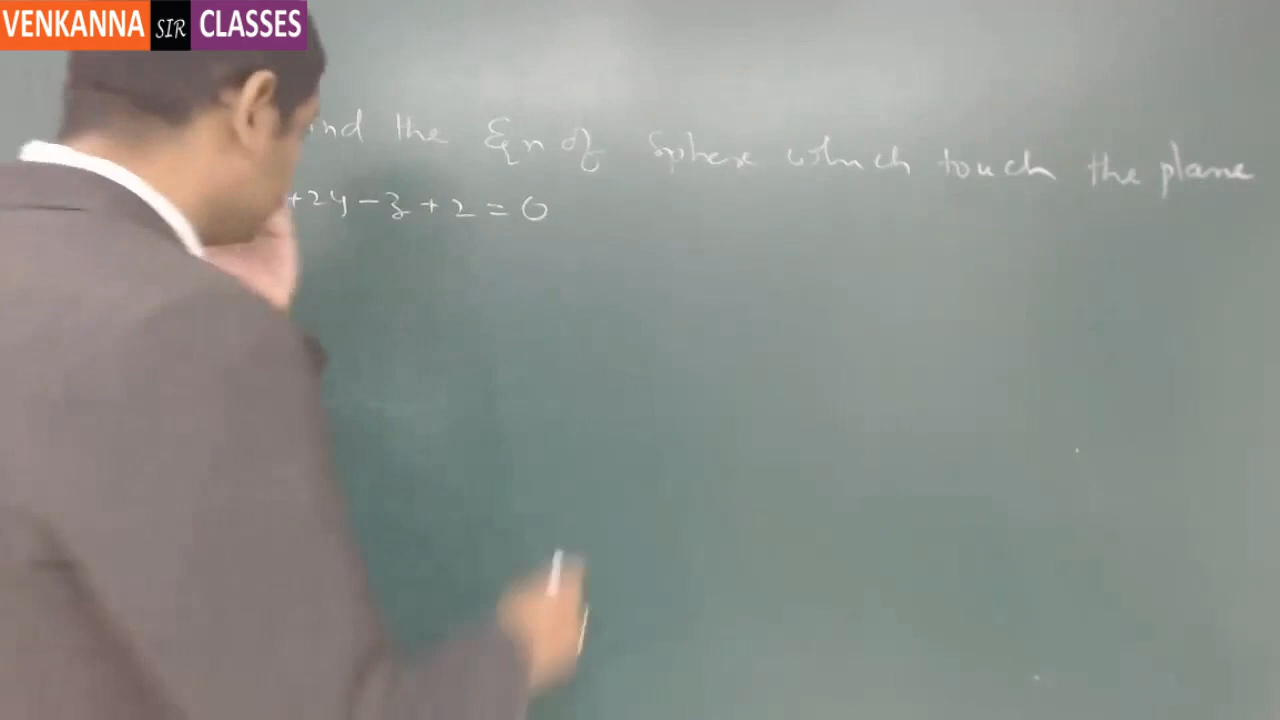 VENKANNA SIR CLASSES
ind the Eqn of Sphere which touch the plane
+2y-z+2=0